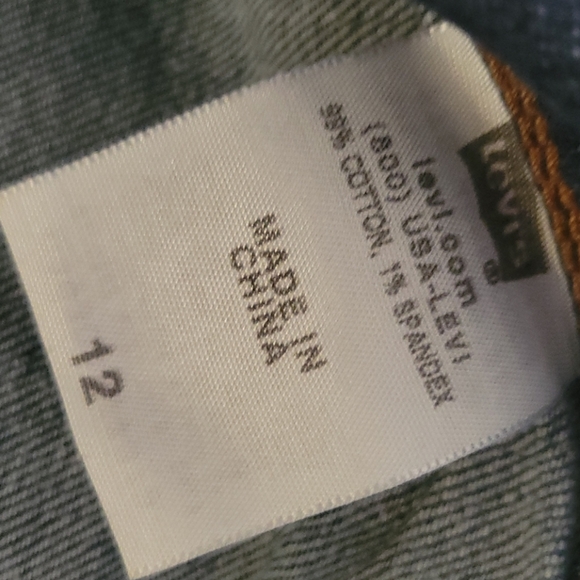 Levi's®
levi.com
(800) USA-LEVI
99% COTTON, 1% SPANDEX
MADE IN
CHINA
12